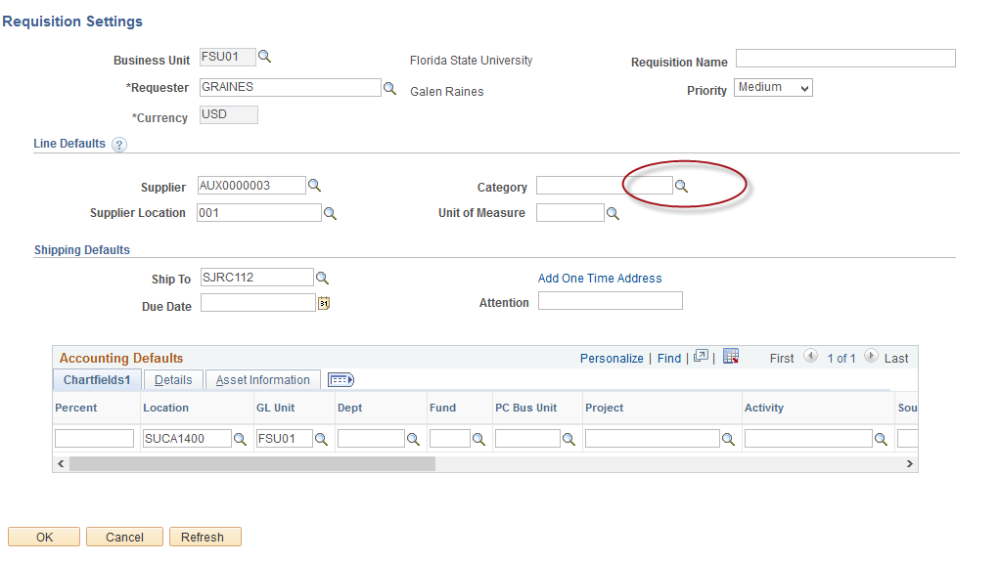 Requisition Settings
Business Unit FSU01 Florida State University Requisition Name
*Requester GRAINES Galen Raines Priority Medium
*Currency USD
Line Defaults ?
Supplier AUX0000003 Category
Supplier Location 001 Unit of Measure
Shipping Defaults
Ship To SJRC112 Add One Time Address
Due Date 31 Attention
Accounting Defaults Personalize | Find | | First 1 of 1 Last
Chartfields1 Details Asset Information
Percent Location GL Unit Dept Fund PC Bus Unit Project Activity Sou
SUCA1400 FSU01
OK Cancel Refresh